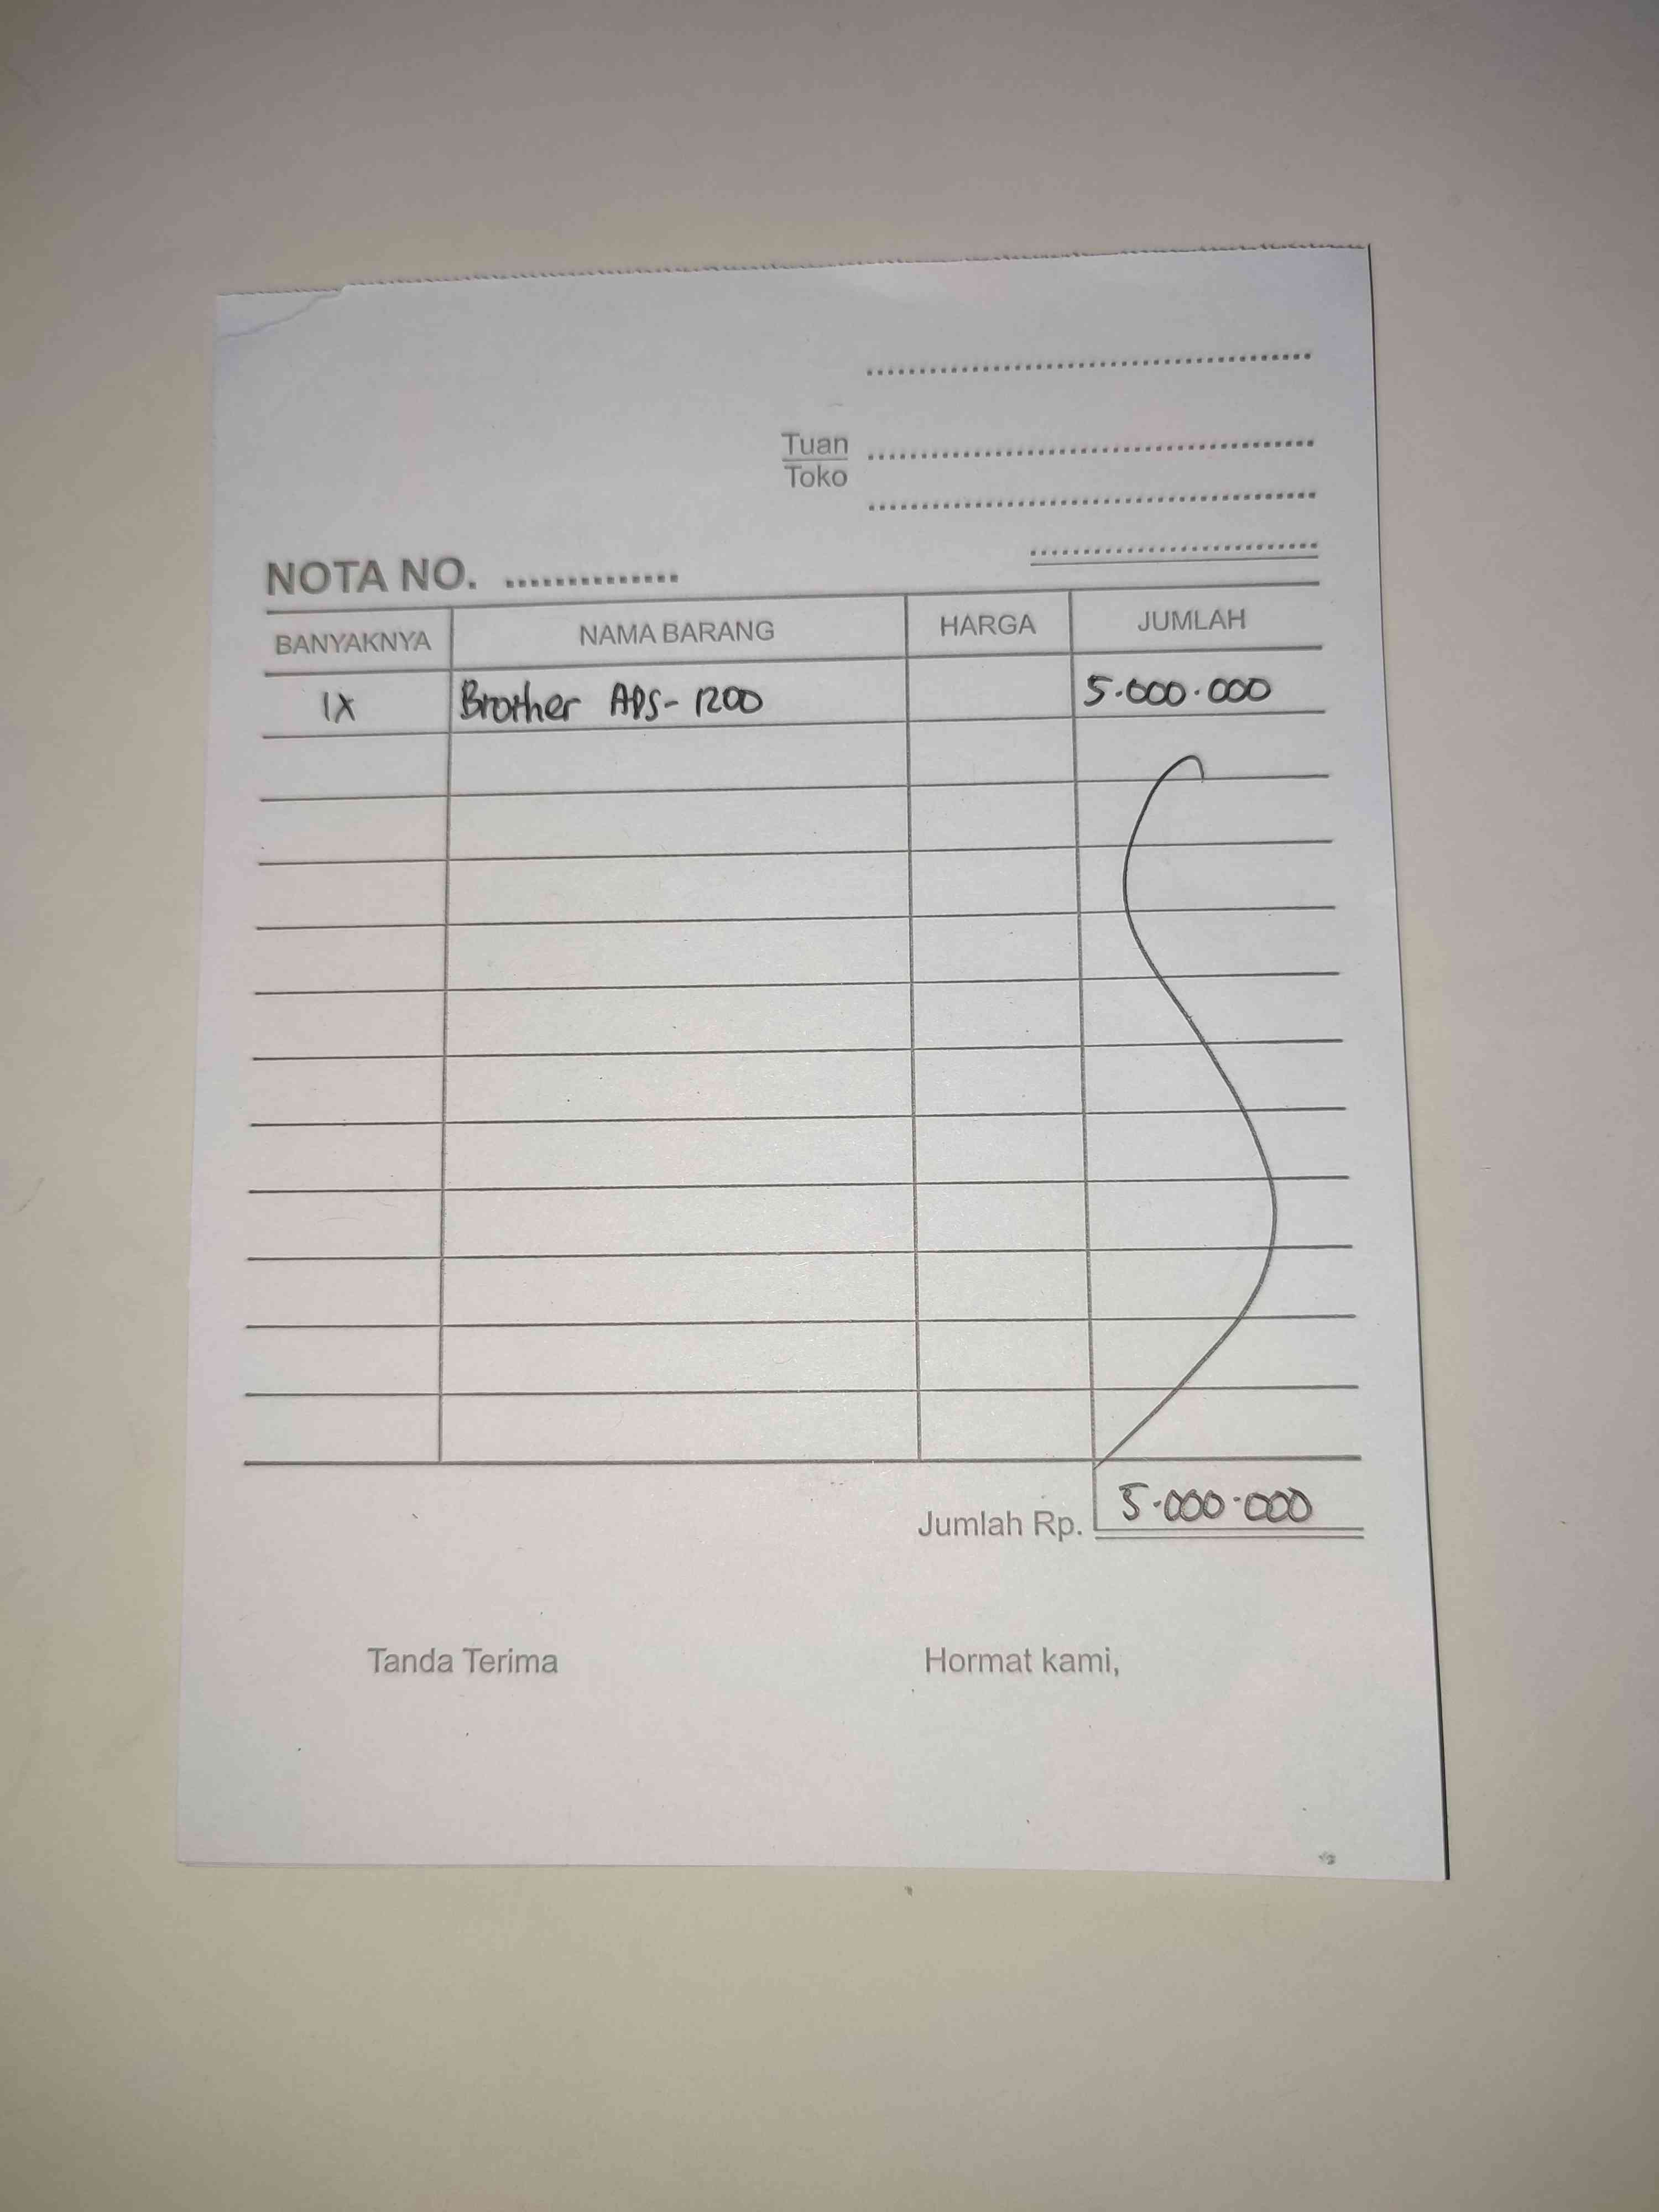 Tuan
Toko
NOTA NO. ..............
BANYAKNYA NAMA BARANG HARGA JUMLAH
1X Brother ADS-1200 5.000.000
Jumlah Rp. 5.000.000
Tanda Terima Hormat kami,